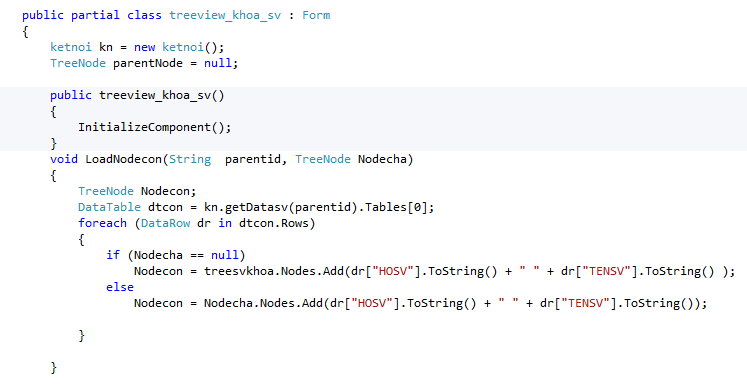 public partial class treeview_khoa_sv : Form
{
ketnoi kn = new ketnoi();
TreeNode parentNode = null;
public treeview_khoa_sv()
{
InitializeComponent();
}
void LoadNodecon(String  parentid, TreeNode Nodecha)
{
TreeNode Nodecon;
DataTable dtcon = kn.getDatasv(parentid).Tables[0];
foreach (DataRow dr in dtcon.Rows)
{
if (Nodecha == null)
Nodecon = treesvkhoa.Nodes.Add(dr["HOSV"].ToString() + " " + dr["TENSV"].ToString() );
else
Nodecon = Nodecha.Nodes.Add(dr["HOSV"].ToString() + " " + dr["TENSV"].ToString());
}
}